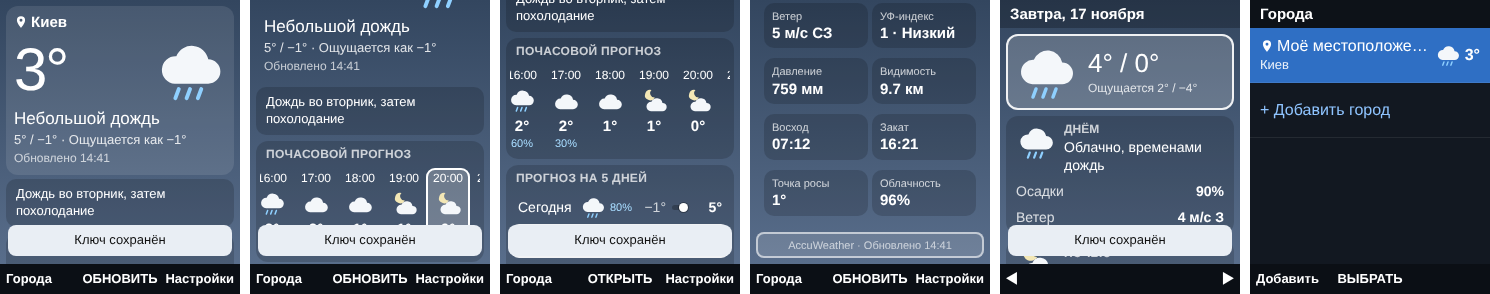 Киев
3°
Небольшой дождь
5° / −1° · Ощущается как −1°
Обновлено 14:41
Дождь во вторник, затем
похолодание
Ключ сохранён
Города ОБНОВИТЬ Настройки
Небольшой дождь
5° / −1° · Ощущается как −1°
Обновлено 14:41
Дождь во вторник, затем
похолодание
ПОЧАСОВОЙ ПРОГНОЗ
16:00 17:00 18:00 19:00 20:00
Ключ сохранён
Города ОБНОВИТЬ Настройки
Дождь во вторник, затем
похолодание
ПОЧАСОВОЙ ПРОГНОЗ
16:00 17:00 18:00 19:00 20:00
2° 2° 1° 1° 0°
60% 30%
ПРОГНОЗ НА 5 ДНЕЙ
Сегодня 80% −1° 5°
Ключ сохранён
Города ОТКРЫТЬ Настройки
Ветер УФ-индекс
5 м/с СЗ 1 · Низкий
Давление Видимость
759 мм 9.7 км
Восход Закат
07:12 16:21
Точка росы Облачность
1° 96%
AccuWeather · Обновлено 14:41
Города ОБНОВИТЬ Настройки
Завтра, 17 ноября
4° / 0°
Ощущается 2° / −4°
ДНЁМ
Облачно, временами
дождь
Осадки 90%
Ветер 4 м/с З
Ключ сохранён
Города
Моё местоположе… 3°
Киев
+ Добавить город
Добавить ВЫБРАТЬ